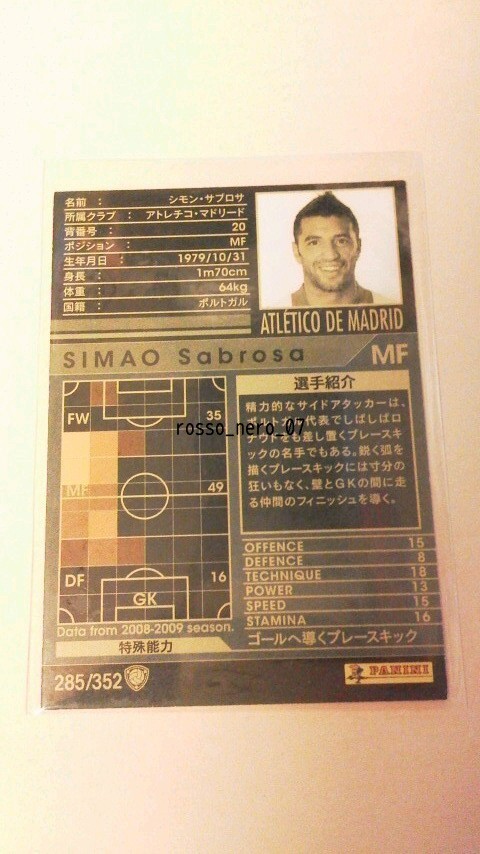 名前 : シモン・サブロサ
所属クラブ : アトレチコ・マドリード
背番号 : 20
ポジション : MF
生年月日 : 1979/10/31
身長 : 1m70cm
体重 : 64kg
国籍 : ポルトガル
ATLÉTICO DE MADRID
SIMAO Sabrosa MF
FW 35
MF 49
DF 16
GK
Data from 2008-2009 season.
選手紹介
精力的なサイドアタッカーは、
ポルトガル代表でしばしばロ
ナウドをも差し置くプレースキ
ックの名手でもある。鋭く弧を
描くプレースキックには寸分の
狂いもなく、壁とGKの間に走
る仲間のフィニッシュを導く。
rosso_nero_07
OFFENCE 15
DEFENCE 8
TECHNIQUE 18
POWER 13
SPEED 15
STAMINA 16
特殊能力 ゴールへ導くプレースキック
285/352
PANINI